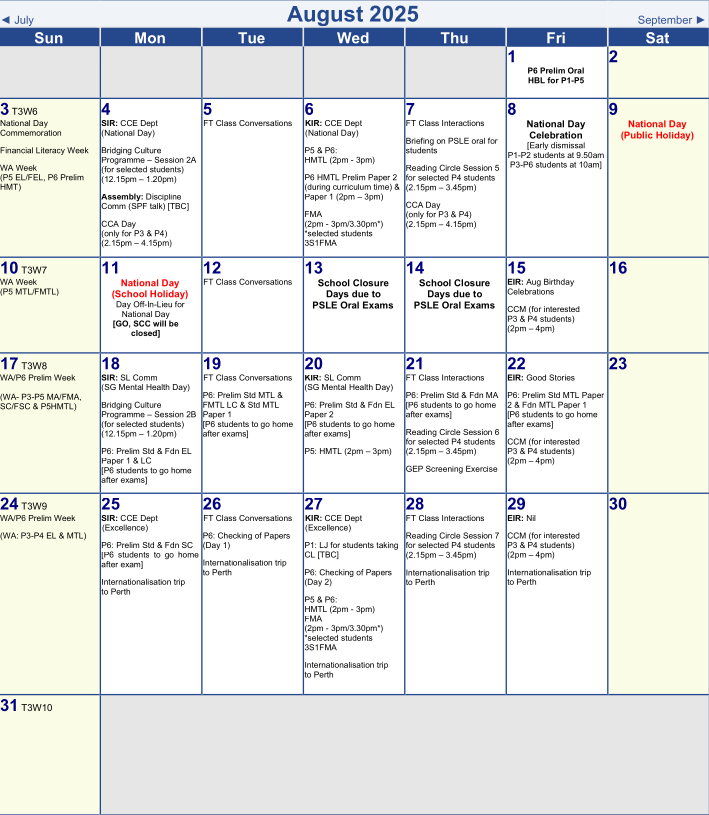 August 2025
◄ July
September ►
Sun Mon Tue Wed Thu Fri Sat
1
P6 Prelim Oral
HBL for P1-P5
2
3 T3W6
National Day
Commemoration
Financial Literacy Week
WA Week
(P5 EL/FEL, P6 Prelim
HMT)
4
SIR: CCE Dept
(National Day)
Bridging Culture
Programme – Session 2A
(for selected students)
(12.15pm – 1.20pm)
Assembly: Discipline
Comm (SPF talk) [TBC]
CCA Day
(only for P3 & P4)
(2.15pm – 4.15pm)
5
FT Class Conversations
6
KIR: CCE Dept
(National Day)
P5 & P6:
HMTL (2pm - 3pm)
P6 HMTL Prelim Paper 2
(during curriculum time) &
Paper 1 (2pm – 3pm)
FMA
(2pm - 3pm/3.30pm*)
*selected students
3S1FMA
7
FT Class Interactions
Briefing on PSLE oral for
students
Reading Circle Session 5
for selected P4 students
(2.15pm – 3.45pm)
CCA Day
(only for P3 & P4)
(2.15pm – 4.15pm)
8
National Day
Celebration
[Early dismissal
P1-P2 students at 9.50am
P3-P6 students at 10am]
9
National Day
(Public Holiday)
10 T3W7
WA Week
(P5 MTL/FMTL)
11
National Day
(School Holiday)
Day Off-In-Lieu for
National Day
[GO, SCC will be
closed]
12
FT Class Conversations
13
School Closure
Days due to
PSLE Oral Exams
14
School Closure
Days due to
PSLE Oral Exams
15
EIR: Aug Birthday
Celebrations
CCM (for interested
P3 & P4 students)
(2pm – 4pm)
16
17 T3W8
WA/P6 Prelim Week
(WA- P3-P5 MA/FMA,
SC/FSC & P5HMTL)
18
SIR: SL Comm
(SG Mental Health Day)
Bridging Culture
Programme – Session 2B
(for selected students)
(12.15pm – 1.20pm)
P6: Prelim Std & Fdn EL
Paper 1 & LC
[P6 students to go home
after exams]
19
FT Class Conversations
P6: Prelim Std MTL &
FMTL LC & Std MTL
Paper 1
[P6 students to go home
after exams]
20
KIR: SL Comm
(SG Mental Health Day)
P6: Prelim Std & Fdn EL
Paper 2
[P6 students to go home
after exams]
P5: HMTL (2pm – 3pm)
21
FT Class Interactions
P6: Prelim Std & Fdn MA
[P6 students to go home
after exams]
Reading Circle Session 6
for selected P4 students
(2.15pm – 3.45pm)
GEP Screening Exercise
22
EIR: Good Stories
P6: Prelim Std MTL Paper
2 & Fdn MTL Paper 1
[P6 students to go home
after exams]
CCM (for interested
P3 & P4 students)
(2pm – 4pm)
23
24 T3W9
WA/P6 Prelim Week
(WA: P3-P4 EL & MTL)
25
SIR: CCE Dept
(Excellence)
P6: Prelim Std & Fdn SC
[P6 students to go home
after exam]
Internationalisation trip
to Perth
26
FT Class Conversations
P6: Checking of Papers
(Day 1)
Internationalisation trip
to Perth
27
KIR: CCE Dept
(Excellence)
P1: LJ for students taking
CL [TBC]
P6: Checking of Papers
(Day 2)
P5 & P6:
HMTL (2pm - 3pm)
FMA
(2pm - 3pm/3.30pm*)
*selected students
3S1FMA
Internationalisation trip
to Perth
28
FT Class Interactions
Reading Circle Session 7
for selected P4 students
(2.15pm – 3.45pm)
Internationalisation trip
to Perth
29
EIR: Nil
CCM (for interested
P3 & P4 students)
(2pm – 4pm)
Internationalisation trip
to Perth
30
31 T3W10